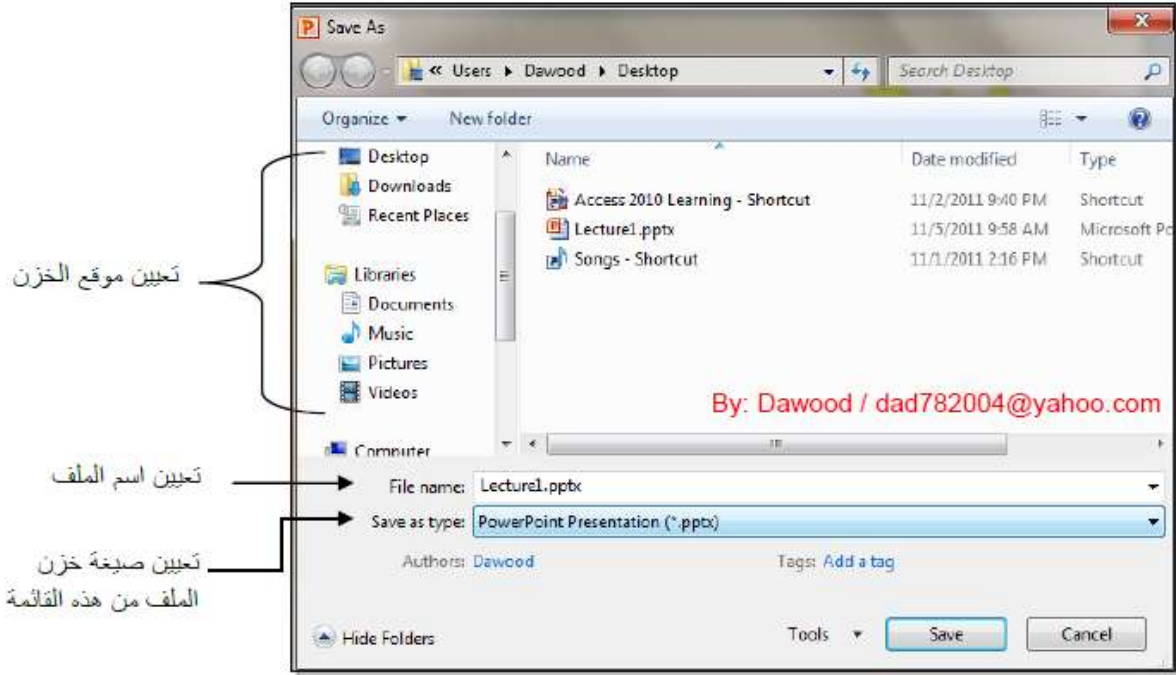 Save As
« Users ▸ Dawood ▸ Desktop
Search Desktop
Organize
New folder
Desktop
Downloads
Recent Places
Libraries
Documents
Music
Pictures
Videos
Computer
Name Date modified Type
Access 2010 Learning - Shortcut 11/2/2011 9:40 PM Shortcut
Lecture1.pptx 11/5/2011 9:58 AM Microsoft Po
Songs - Shortcut 11/1/2011 2:16 PM Shortcut
By: Dawood / dad782004@yahoo.com
تعيين موقع الخزن
تعيين اسم الملف
File name: Lecture1.pptx
Save as type: PowerPoint Presentation (*.pptx)
تعيين صيغة خزن
الملف من هذه القائمة
Authors: Dawood Tags: Add a tag
Hide Folders
Tools
Save
Cancel